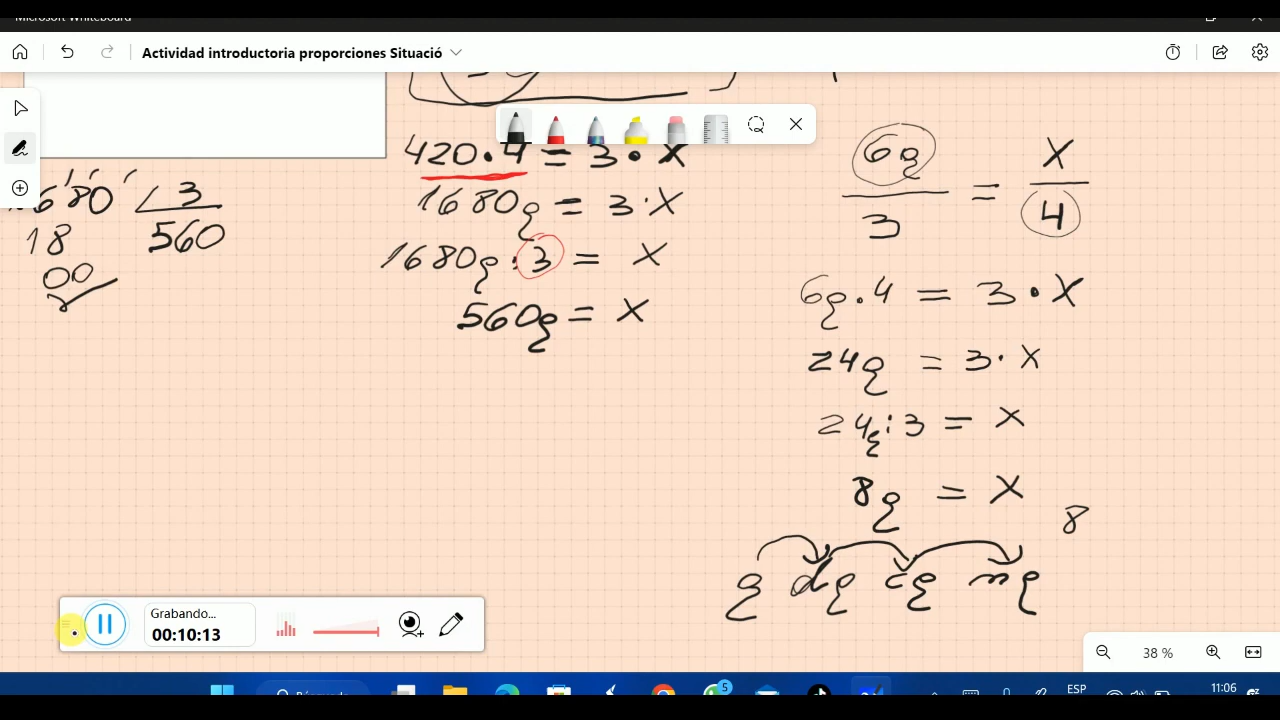 Microsoft Whiteboard
Actividad introductoria proporciones Situació
1680 / 3
18 560
00
420 · 4 = 3 · X
1680g = 3 · X
1680g : 3 = X
560g = X
6g / 3 = X / 4
6g · 4 = 3 · X
24g = 3 · X
24g : 3 = X
8g = X
8
g dg cg mg
Grabando...
00:10:13
38 %
Búsqueda
5
ESP
11:06